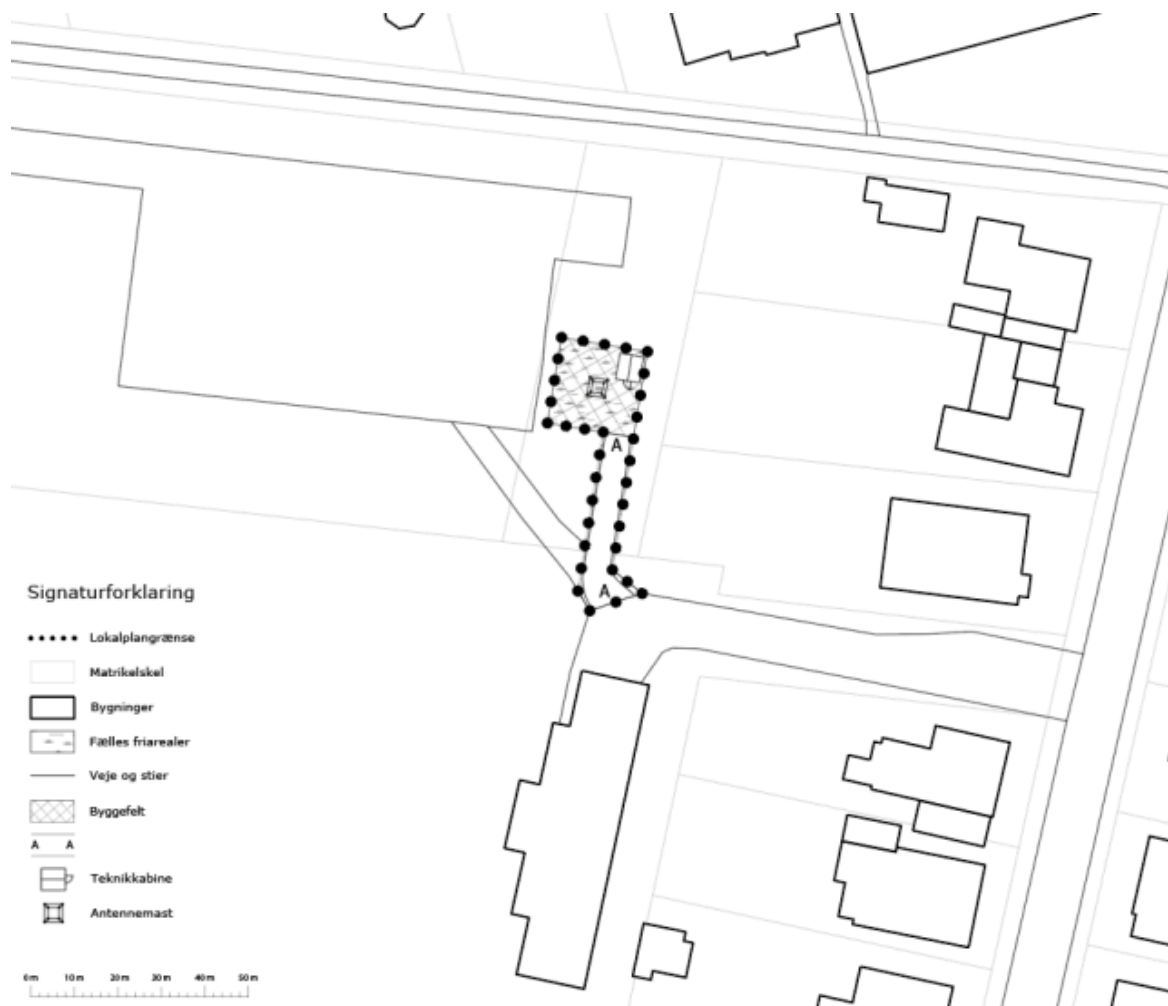 A
A
Signaturforklaring
Lokalplangrænse
Matrikelskel
Bygninger
Fælles friarealer
Veje og stier
Byggefelt
A A
Teknikkabine
Antennemast
0m 10m 20m 30m 40m 50m